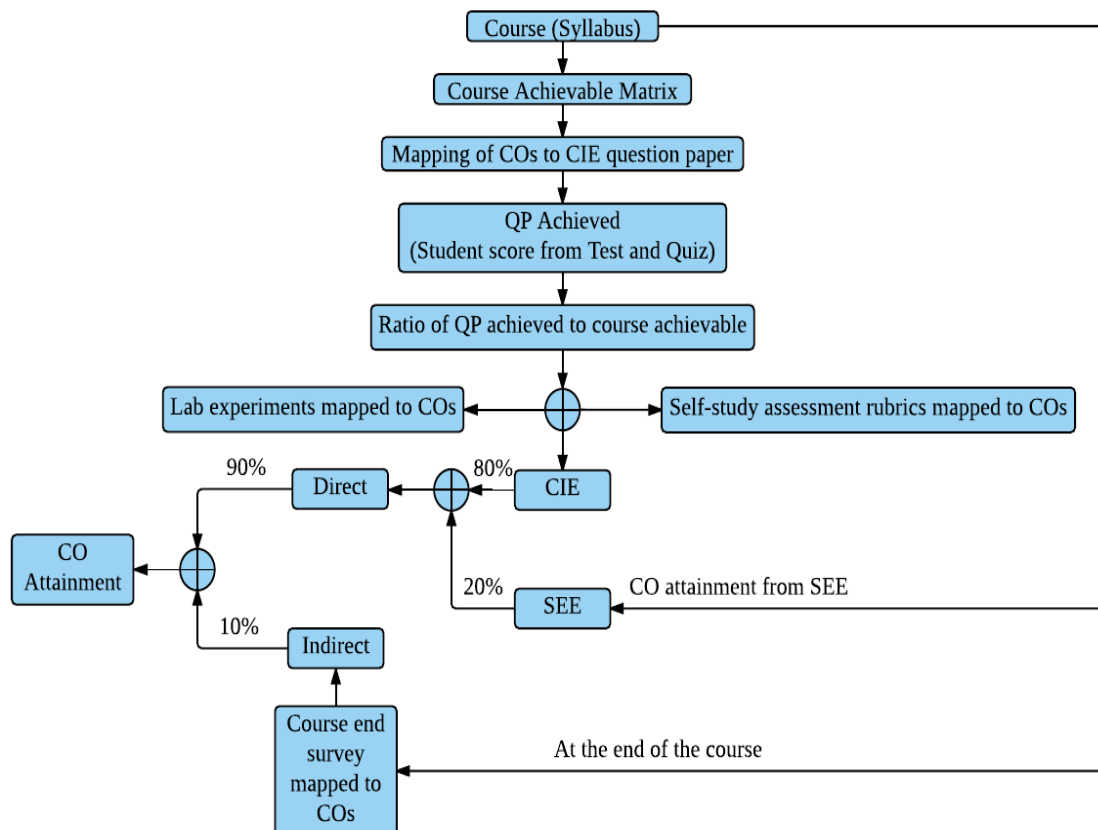 Course (Syllabus)
Course Achievable Matrix
Mapping of COs to CIE question paper
QP Achieved
(Student score from Test and Quiz)
Ratio of QP achieved to course achievable
Lab experiments mapped to COs
Self-study assessment rubrics mapped to COs
90%
Direct
80%
CIE
CO
Attainment
20%
SEE
CO attainment from SEE
10%
Indirect
Course end
survey
mapped to
COs
At the end of the course